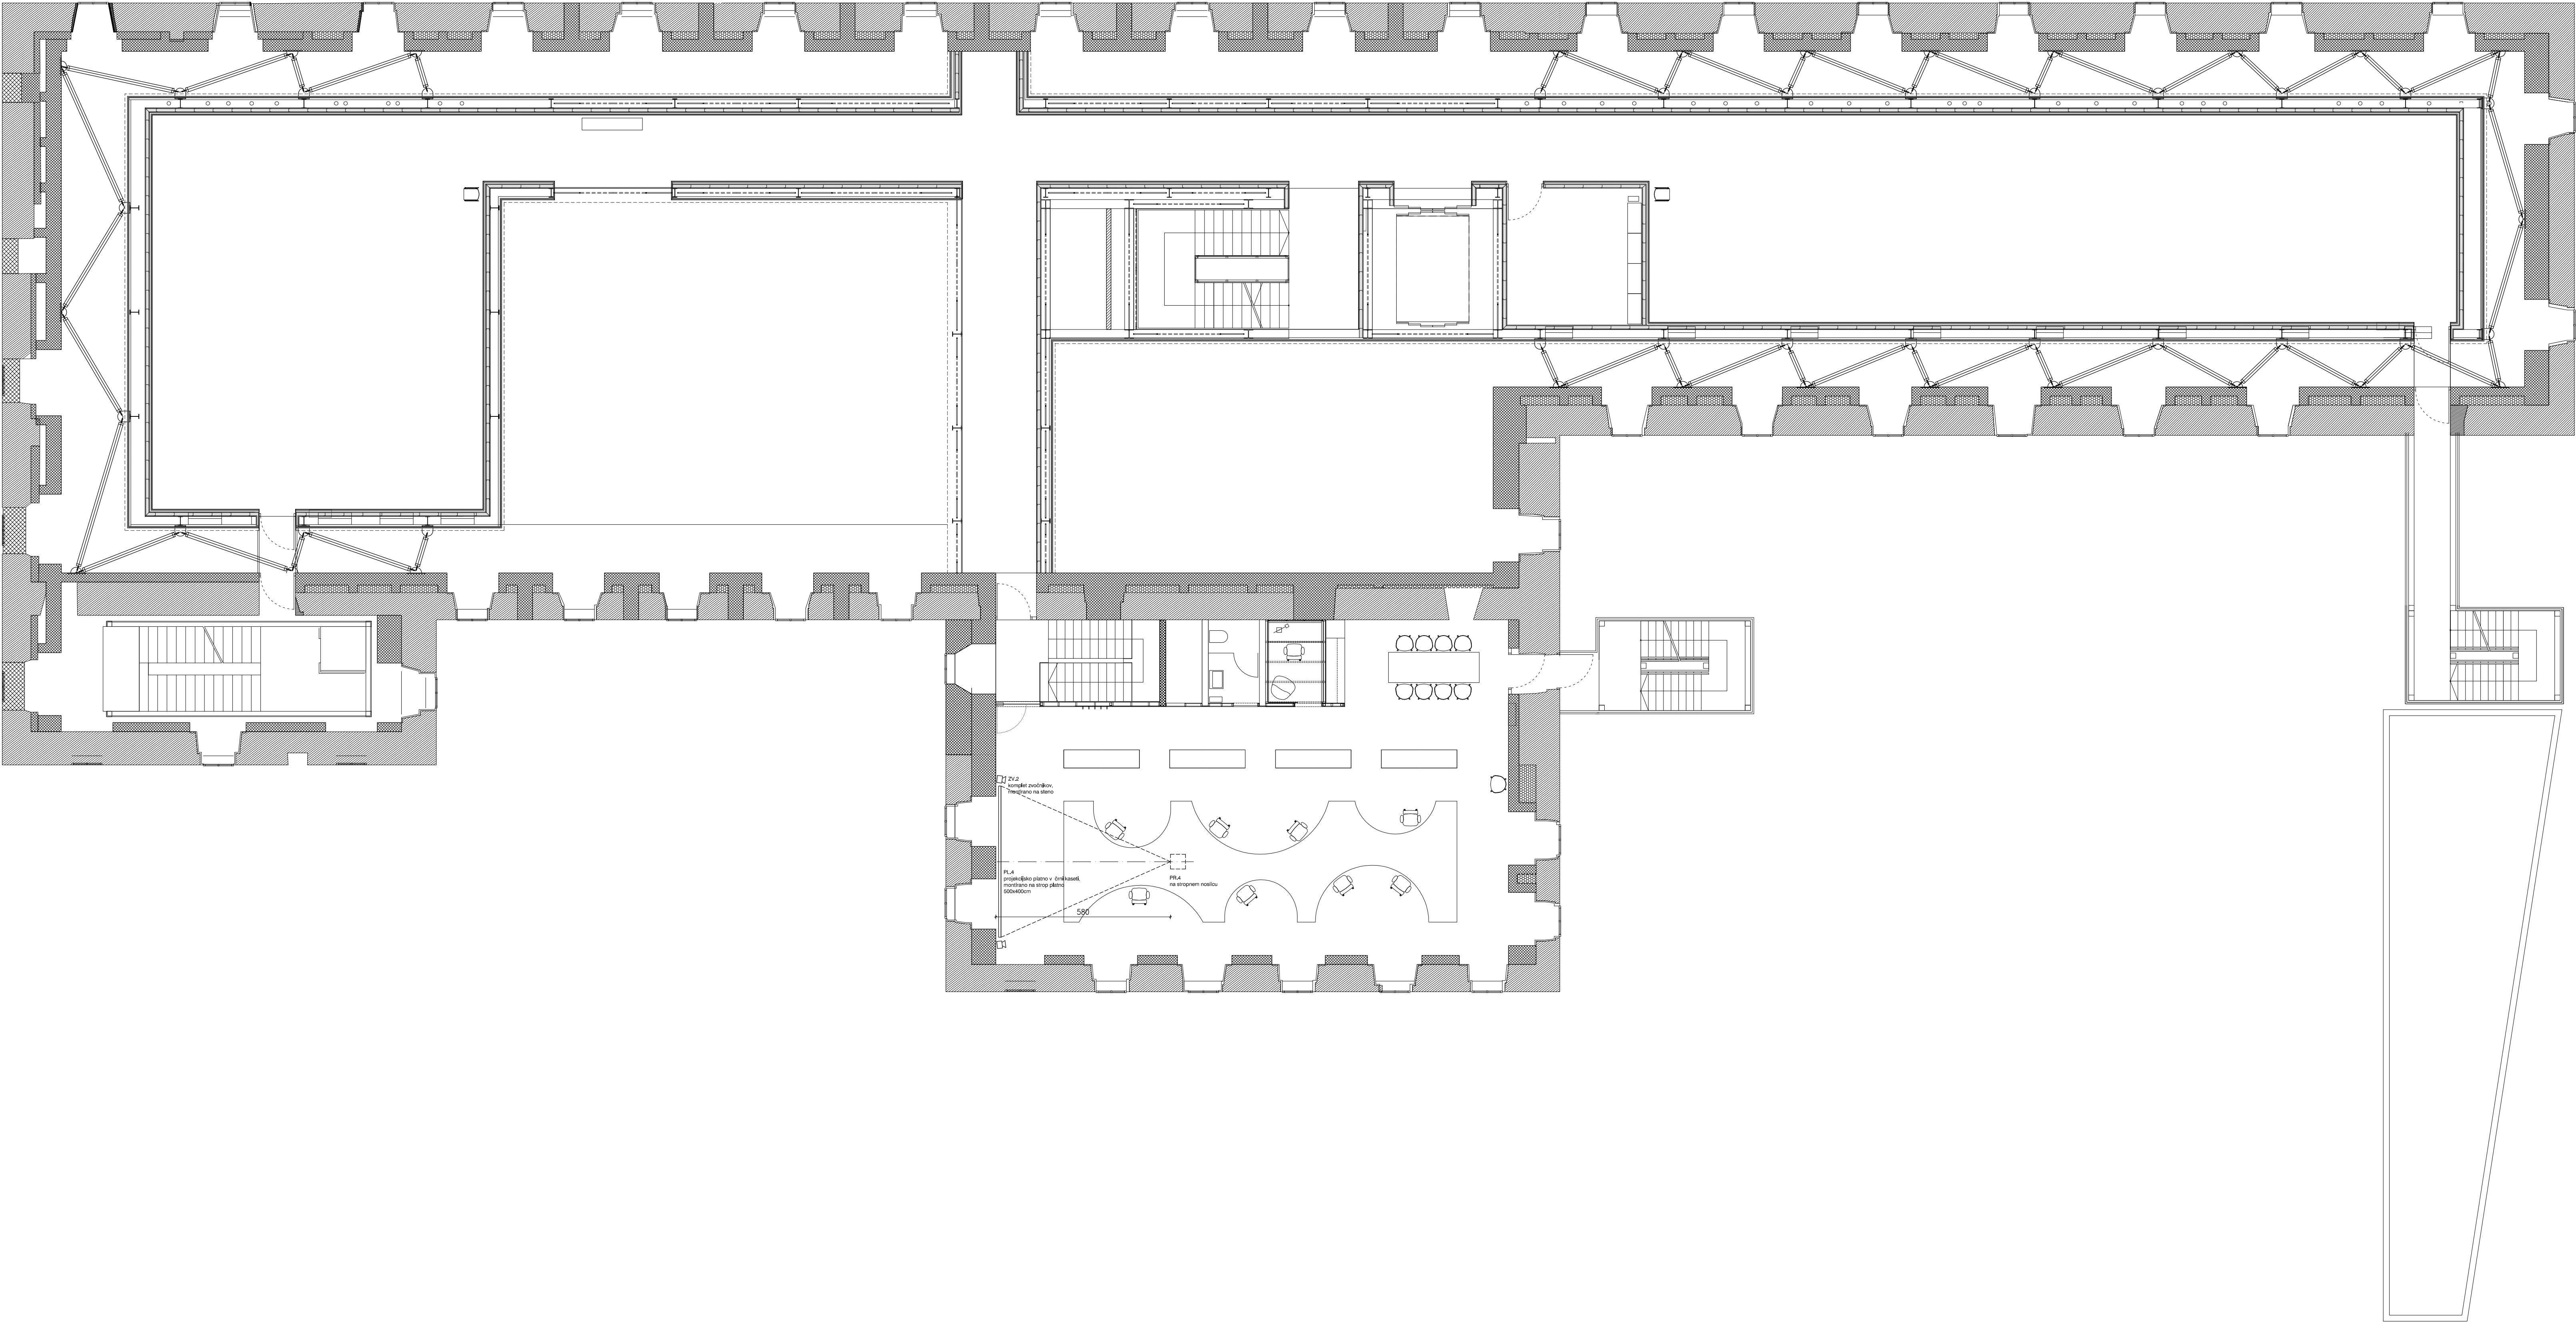 ZV.2
komplet zvočnikov,
montirano na steno
PL.4
projekcijsko platno v črni kaseti,
montirano na strop platno
500x400cm
PR.4
na stropnem nosilcu
580